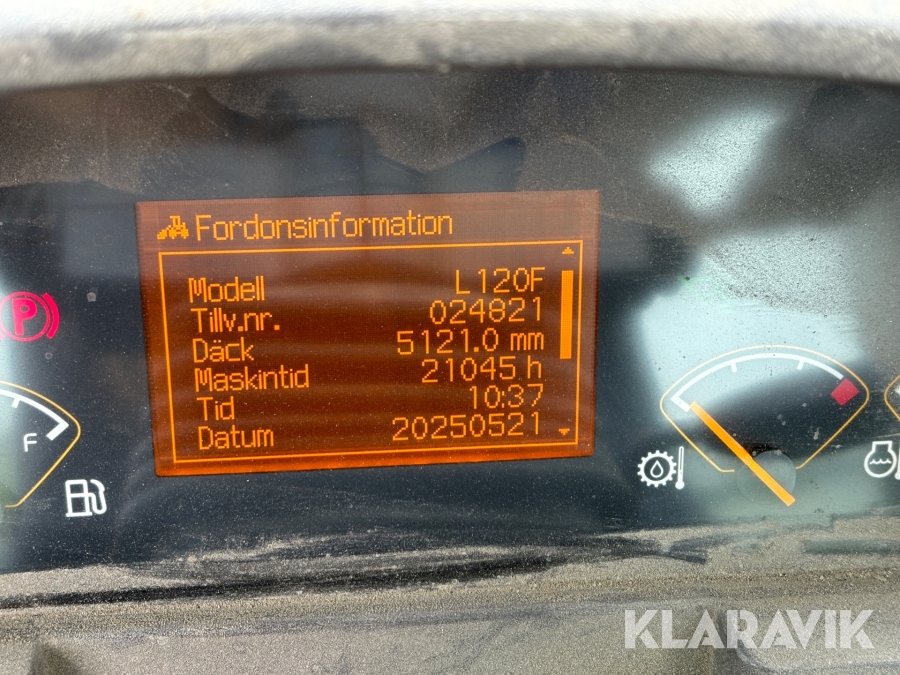 Fordonsinformation
Modell L120F
Tillv.nr. 024821
Däck 5121.0 mm
Maskintid 21045 h
Tid 10:37
Datum 20250521
P
F
KLARAVIK